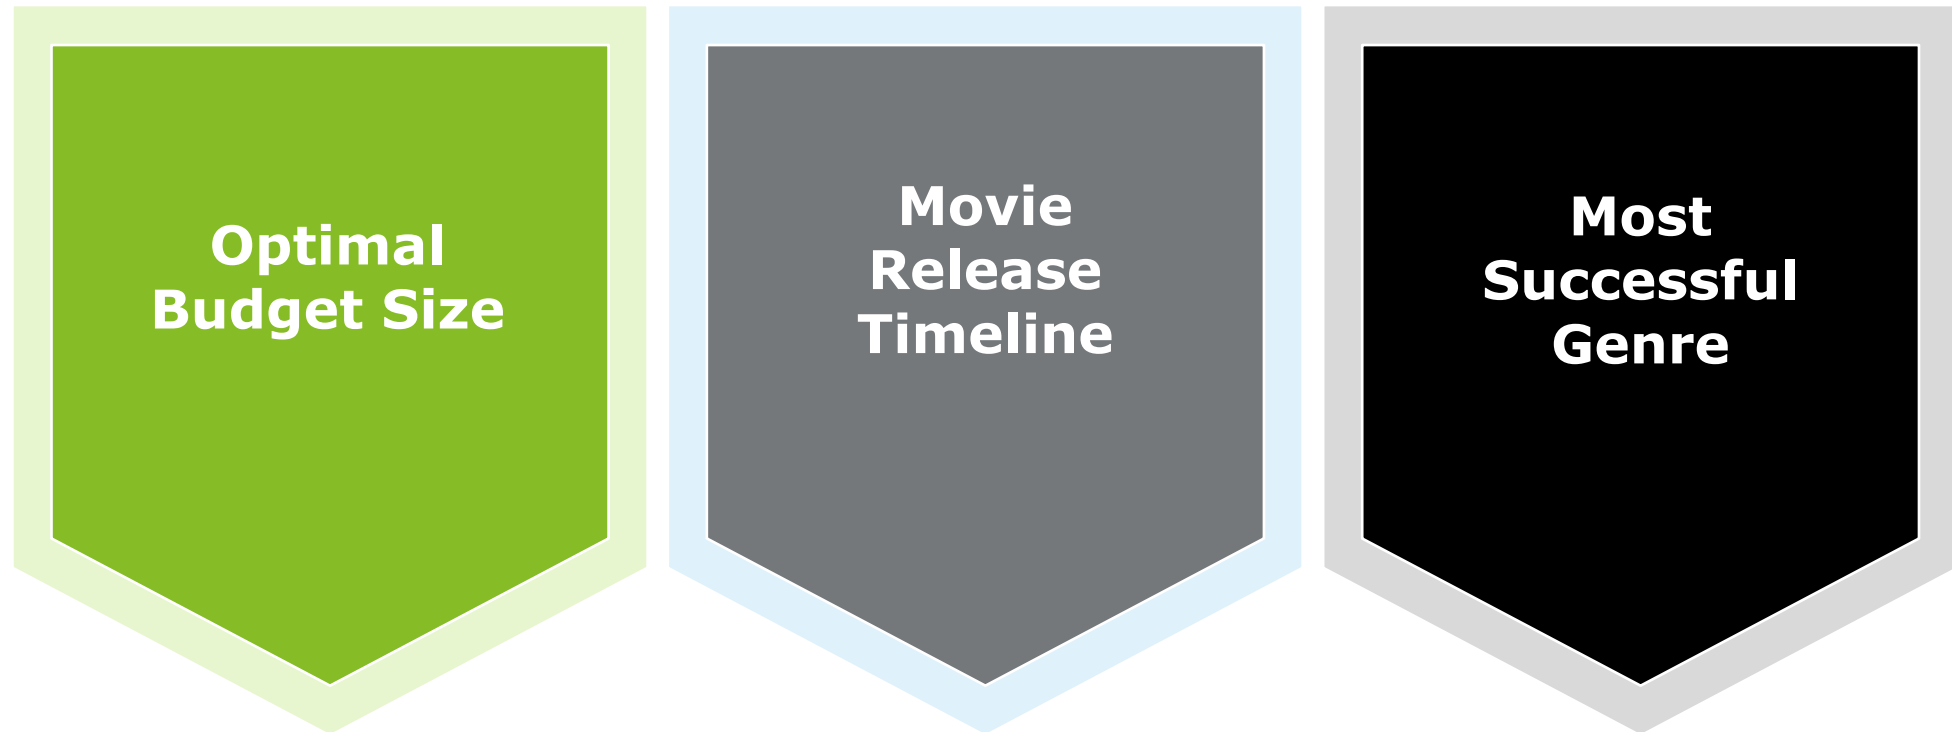 Optimal
Budget Size
Movie
Release
Timeline
Most
Successful
Genre